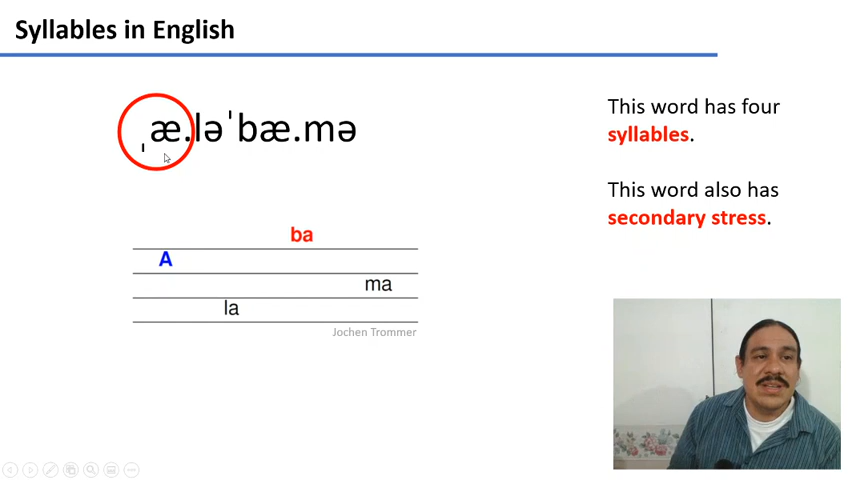 Syllables in English
ˌæ.ləˈbæ.mə
This word has four
syllables.
This word also has
secondary stress.
ba
A
ma
la
Jochen Trommer